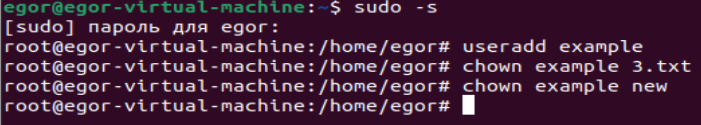 egor@egor-virtual-machine:~$ sudo -s
[sudo] пароль для egor:
root@egor-virtual-machine:/home/egor# useradd example
root@egor-virtual-machine:/home/egor# chown example 3.txt
root@egor-virtual-machine:/home/egor# chown example new
root@egor-virtual-machine:/home/egor#